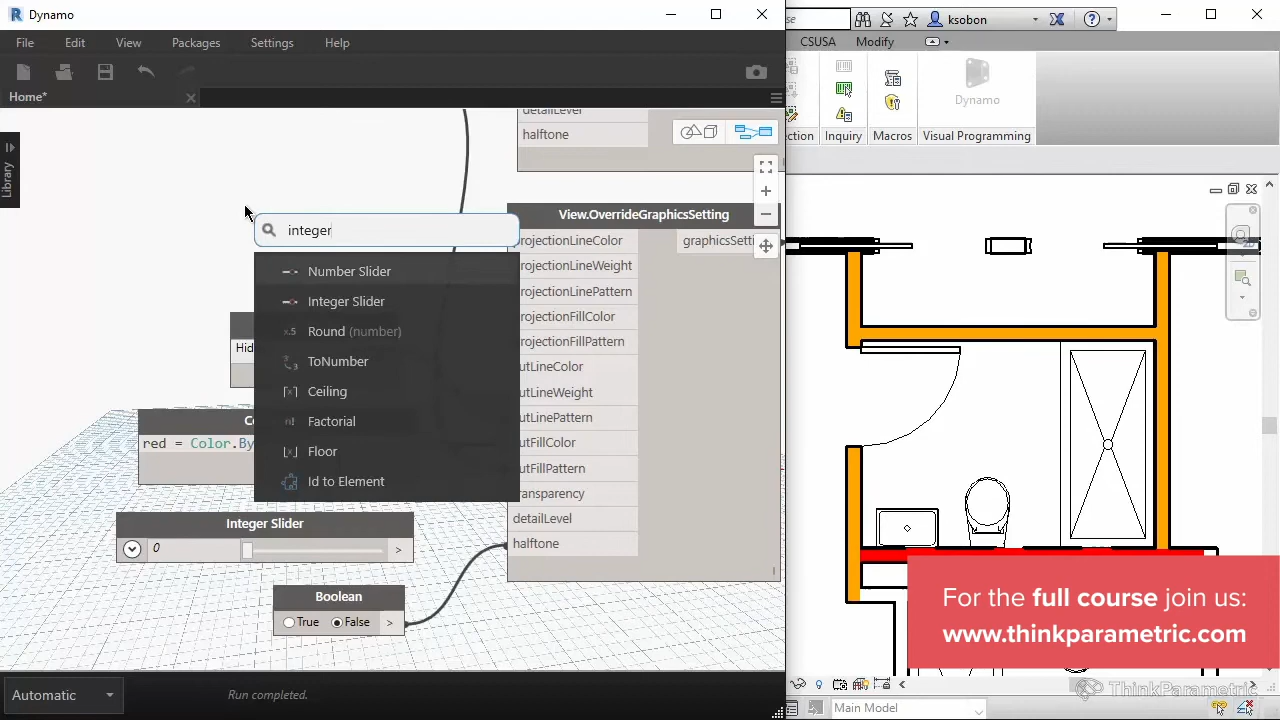 Dynamo
File Edit View Packages Settings Help
Home*
Library
detailLevel
halftone
integer
Number Slider
Integer Slider
Round (number)
ToNumber
Ceiling
Factorial
Floor
Id to Element
View.OverrideGraphicsSetting
rojectionLineColor graphicsSetti
rojectionLineWeight
rojectionLinePattern
rojectionFillColor
rojectionFillPattern
utLineColor
utLineWeight
utLinePattern
utFillColor
utFillPattern
ransparency
detailLevel
halftone
Hid
Co
red = Color.By
Integer Slider
0 >
Boolean
True False >
Automatic
Run completed.
se ksobon
CSUSA Modify
Dynamo
ction Inquiry Macros Visual Programming
For the full course join us:
www.thinkparametric.com
ThinkParametric
Main Model